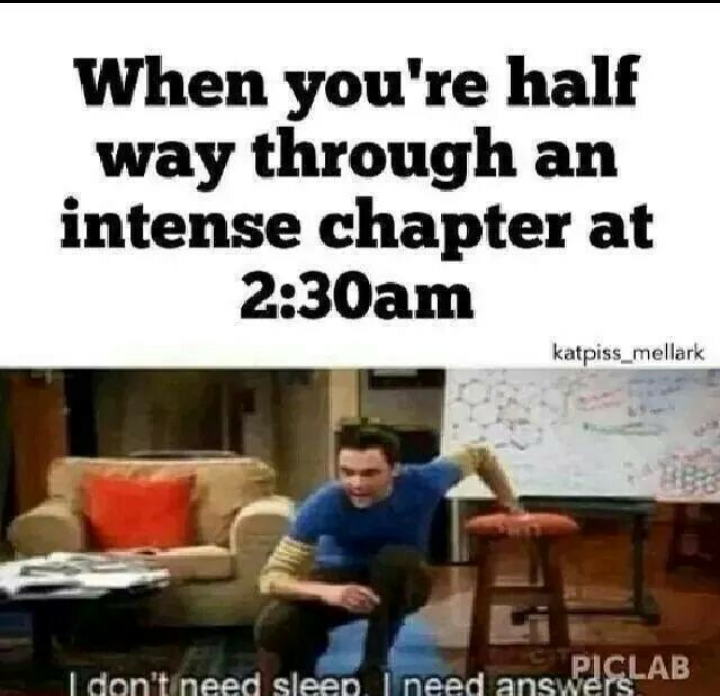 When you're half
way through an
intense chapter at
2:30am
katpiss_mellark
PICLAB
I don't need sleep. I need answers